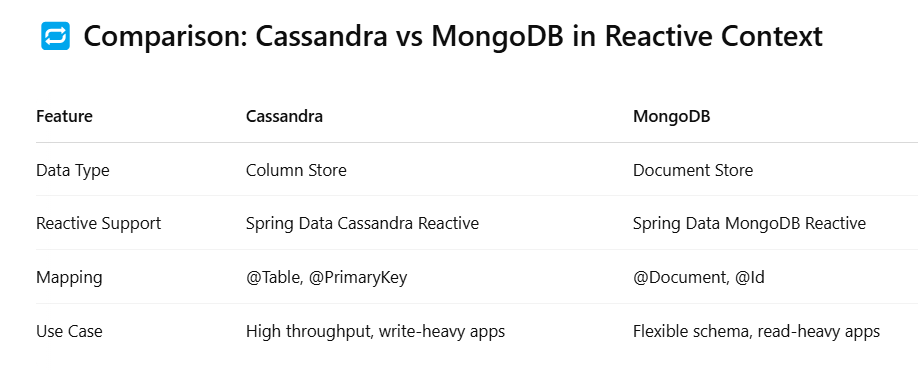 Comparison: Cassandra vs MongoDB in Reactive Context
Feature Cassandra MongoDB
Data Type Column Store Document Store
Reactive Support Spring Data Cassandra Reactive Spring Data MongoDB Reactive
Mapping @Table, @PrimaryKey @Document, @Id
Use Case High throughput, write-heavy apps Flexible schema, read-heavy apps